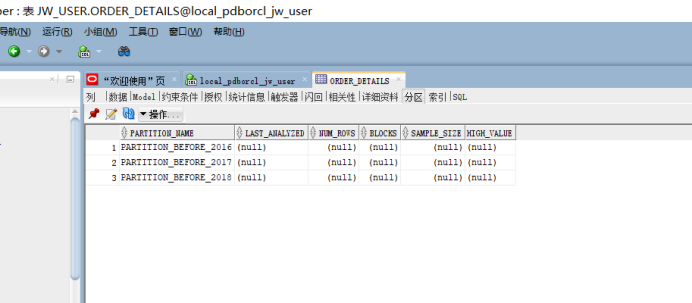 per : 表 JW_USER.ORDER_DETAILS@local_pdborcl_jw_user
导航(N) 运行(R) 小组(M) 工具(T) 窗口(W) 帮助(H)
“欢迎使用”页 local_pdborcl_jw_user ORDER_DETAILS
列 数据 Model 约束条件 授权 统计信息 触发器 闪回 相关性 详细资料 分区 索引 SQL
操作...
PARTITION_NAME LAST_ANALYZED NUM_ROWS BLOCKS SAMPLE_SIZE HIGH_VALUE
1 PARTITION_BEFORE_2016 (null) (null) (null) (null) (null)
2 PARTITION_BEFORE_2017 (null) (null) (null) (null) (null)
3 PARTITION_BEFORE_2018 (null) (null) (null) (null) (null)